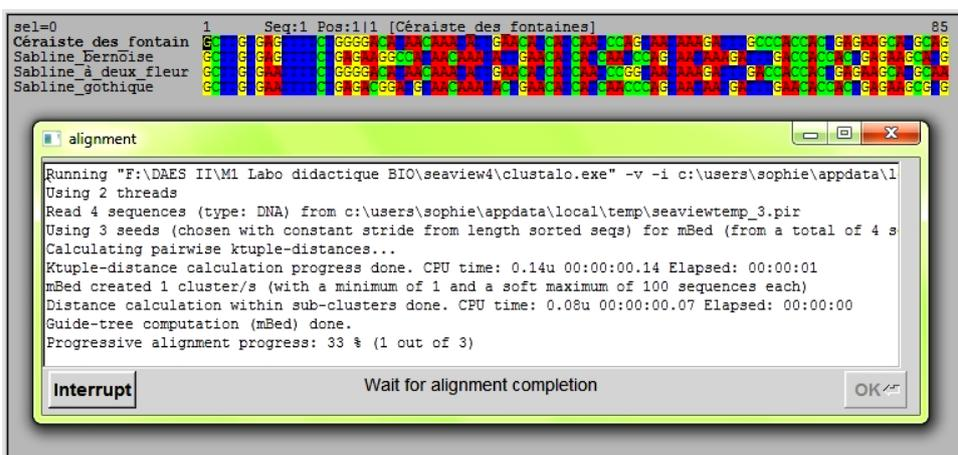 sel=0 1 Seq:1 Pos:1|1 [Céraiste_des_fontaines] 85
Céraiste_des_fontain
Sabline_bernoise
Sabline_à_deux_fleur
Sabline_gothique
alignment
Running "F:\DAES II\M1 Labo didactique BIO\seaview4\clustalo.exe" -v -i c:\users\sophie\appdata\l
Using 2 threads
Read 4 sequences (type: DNA) from c:\users\sophie\appdata\local\temp\seaviewtemp_3.pir
Using 3 seeds (chosen with constant stride from length sorted seqs) for mBed (from a total of 4 s
Calculating pairwise ktuple-distances...
Ktuple-distance calculation progress done. CPU time: 0.14u 00:00:00.14 Elapsed: 00:00:01
mBed created 1 cluster/s (with a minimum of 1 and a soft maximum of 100 sequences each)
Distance calculation within sub-clusters done. CPU time: 0.08u 00:00:00.07 Elapsed: 00:00:00
Guide-tree computation (mBed) done.
Progressive alignment progress: 33 % (1 out of 3)
Interrupt Wait for alignment completion OK